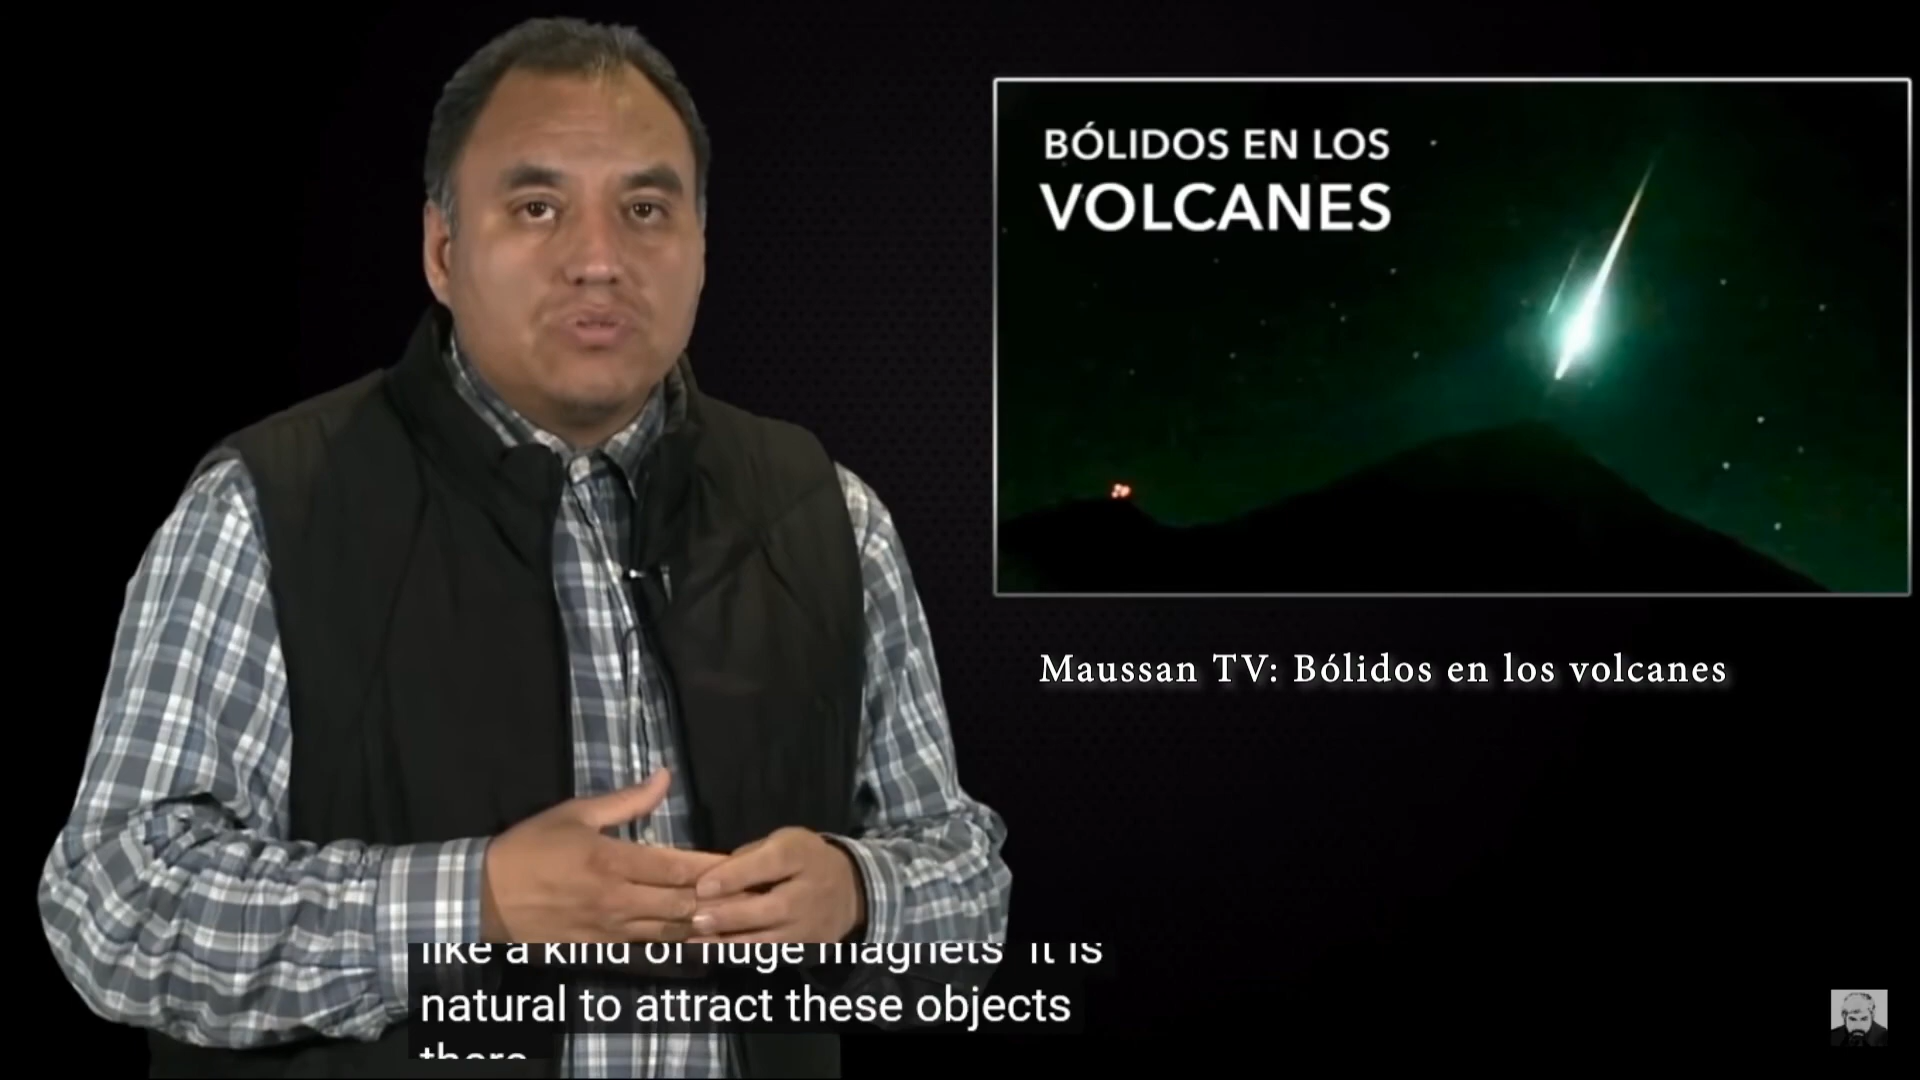 BÓLIDOS EN LOS
VOLCANES
Maussan TV: Bólidos en los volcanes
like a kind of huge magnets it is
natural to attract these objects
there